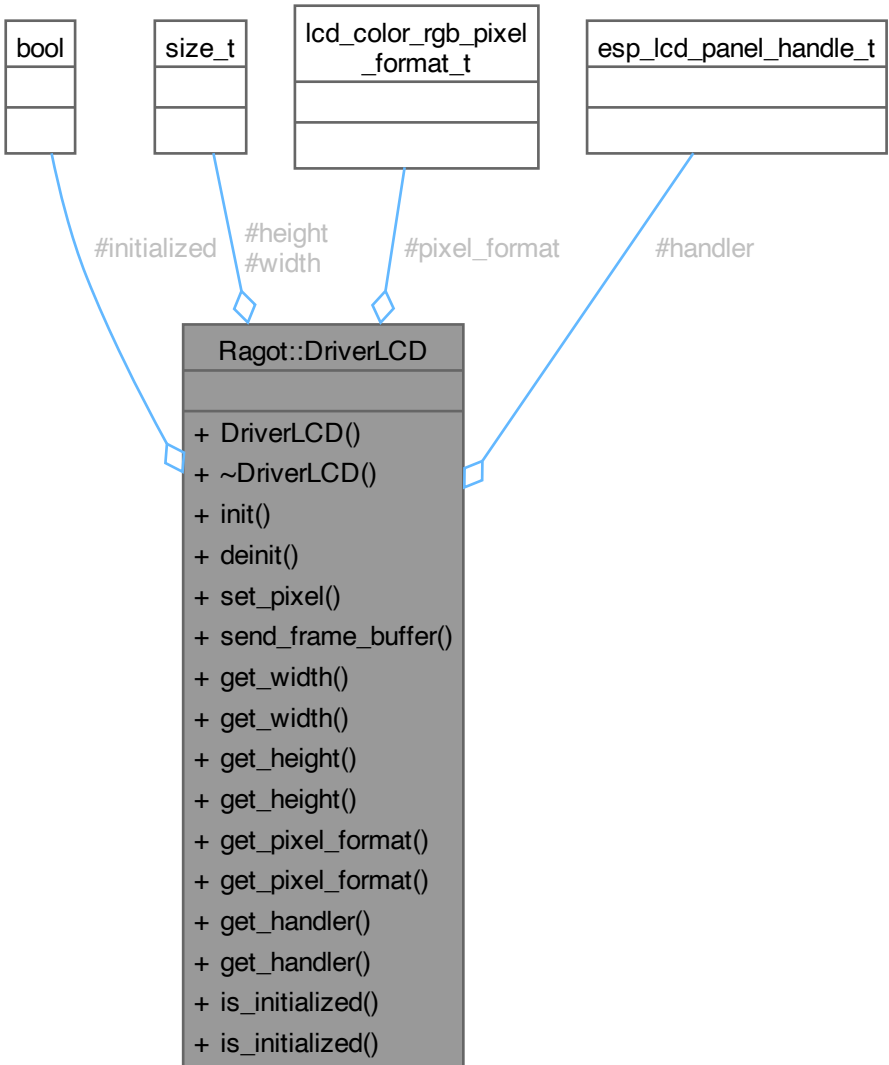 bool
size_t
lcd_color_rgb_pixel
_format_t
esp_lcd_panel_handle_t
#initialized
#height
#width
#pixel_format
#handler
Ragot::DriverLCD
+ DriverLCD()
+ ~DriverLCD()
+ init()
+ deinit()
+ set_pixel()
+ send_frame_buffer()
+ get_width()
+ get_width()
+ get_height()
+ get_height()
+ get_pixel_format()
+ get_pixel_format()
+ get_handler()
+ get_handler()
+ is_initialized()
+ is_initialized()